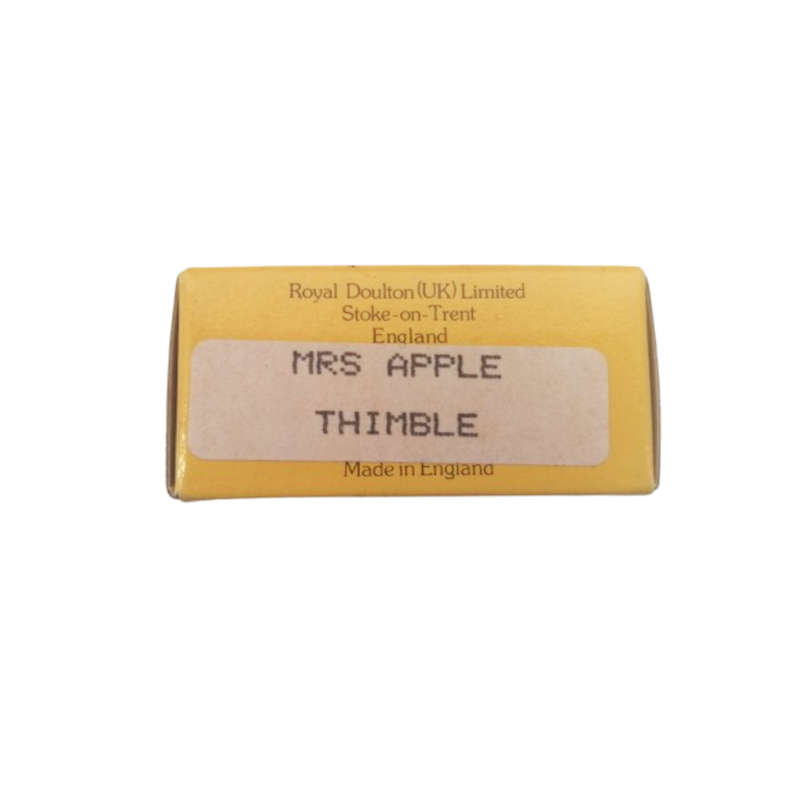 Royal Doulton (UK) Limited
Stoke-on-Trent
England
MRS APPLE
THIMBLE
Made in England